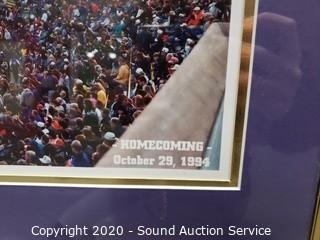 - HOMECOMING -
October 29, 1994
Copyright 2020 - Sound Auction Service